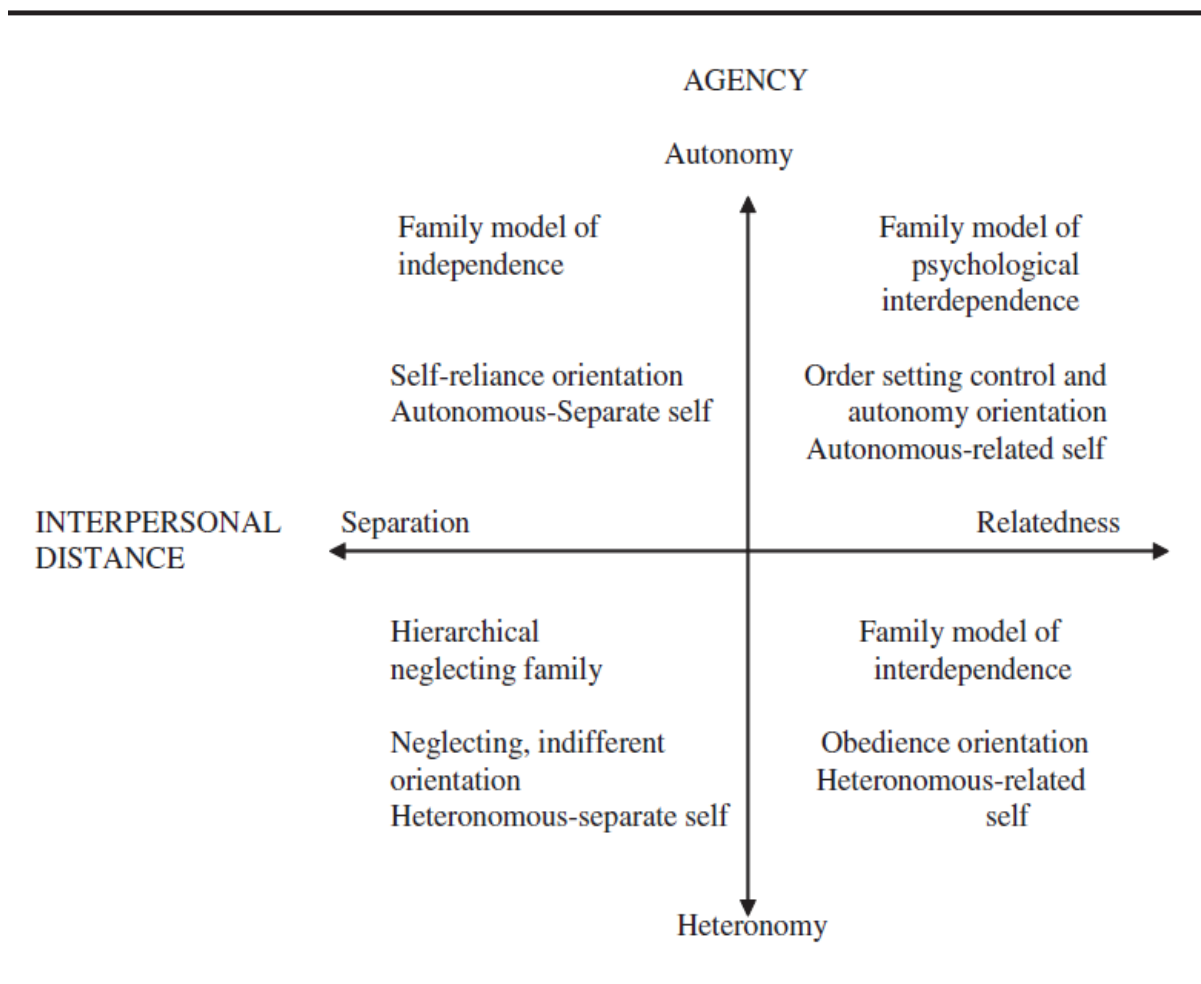 AGENCY
Autonomy
Family model of
independence
Family model of
psychological
interdependence
Self-reliance orientation
Autonomous-Separate self
Order setting control and
autonomy orientation
Autonomous-related self
INTERPERSONAL
DISTANCE
Separation
Relatedness
Hierarchical
neglecting family
Family model of
interdependence
Neglecting, indifferent
orientation
Heteronomous-separate self
Obedience orientation
Heteronomous-related
self
Heteronomy